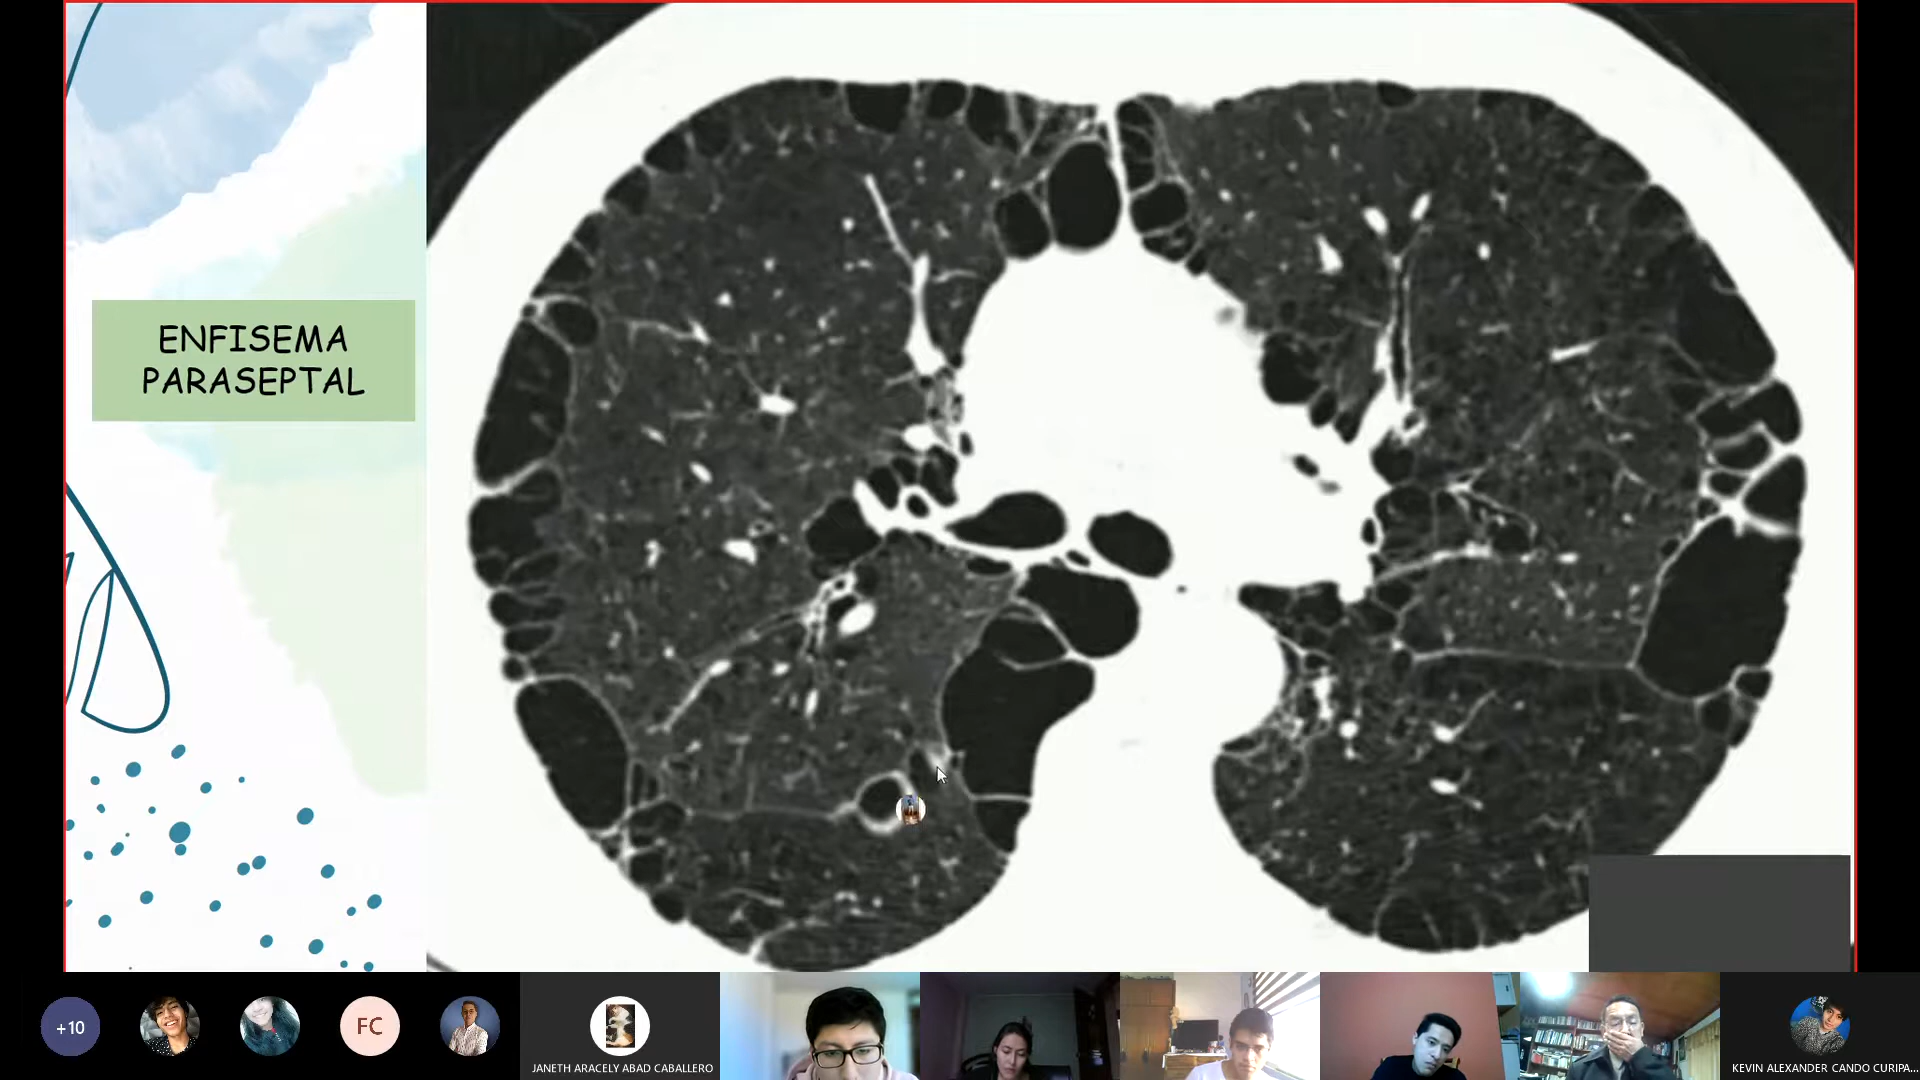 ENFISEMA
PARASEPTAL
+10
FC
JANETH ARACELY ABAD CABALLERO
KEVIN ALEXANDER CANDO CURIPA...